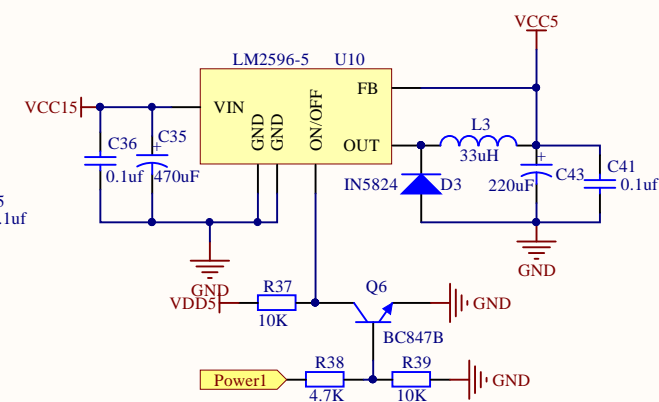 VCC5
LM2596-5 U10
FB
VCC15
VIN
GND
GND
ON/OFF
OUT
L3
33uH
C36
0.1uf
C35
+
470uF
IN5824
D3
+
220uF
C43
C41
0.1uf
5
.1uf
GND
GND
VDD5
R37
10K
Q6
BC847B
GND
Power1
R38
4.7K
R39
10K
GND